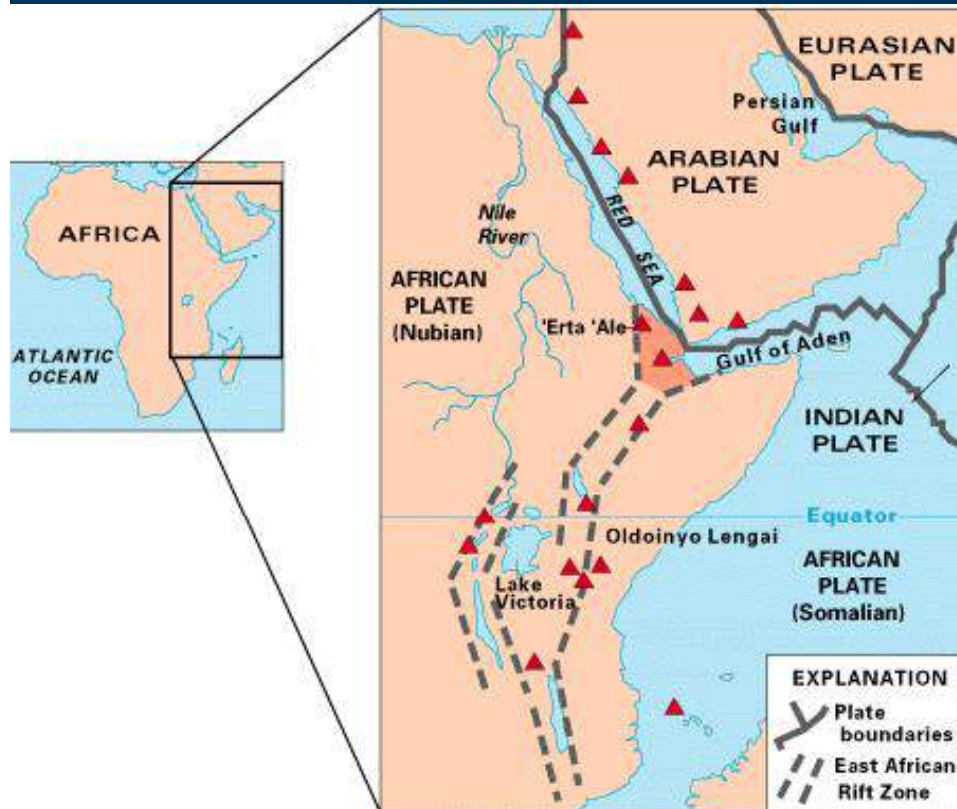 AFRICA
ATLANTIC
OCEAN
EURASIAN
PLATE
Persian
Gulf
ARABIAN
PLATE
RED
SEA
Nile
River
AFRICAN
PLATE
(Nubian)
'Erta 'Ale
Gulf of Aden
INDIAN
PLATE
Equator
Oldoinyo Lengai
AFRICAN
PLATE
(Somalian)
Lake
Victoria
EXPLANATION
Plate
boundaries
East African
Rift Zone